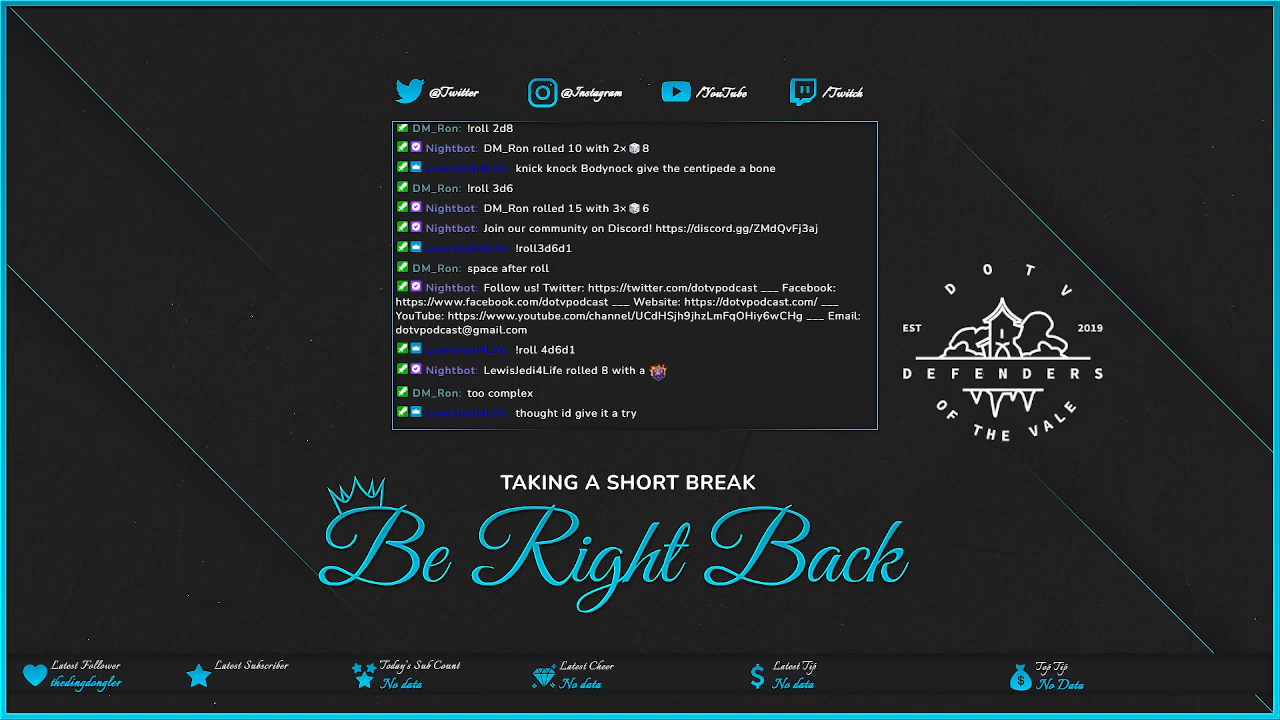 @Twitter
@Instagram
/YouTube
/Twitch
DM_Ron: !roll 2d8
Nightbot: DM_Ron rolled 10 with 2× 8
LewisJedi4Life: knick knock Bodynock give the centipede a bone
DM_Ron: !roll 3d6
Nightbot: DM_Ron rolled 15 with 3× 6
Nightbot: Join our community on Discord! https://discord.gg/ZMdQvFj3aj
LewisJedi4Life: !roll3d6d1
DM_Ron: space after roll
Nightbot: Follow us! Twitter: https://twitter.com/dotvpodcast ___ Facebook:
https://www.facebook.com/dotvpodcast ___ Website: https://dotvpodcast.com/ ___
YouTube: https://www.youtube.com/channel/UCdHSjh9jhzLmFqOHiy6wCHg ___ Email:
dotvpodcast@gmail.com
LewisJedi4Life: !roll 4d6d1
Nightbot: LewisJedi4Life rolled 8 with a
DM_Ron: too complex
LewisJedi4Life: thought id give it a try
DOTV
EST
2019
DEFENDERS
OF THE VALE
TAKING A SHORT BREAK
Be Right Back
Latest Follower
thedingdongler
Latest Subscriber
Today's Sub Count
No data
Latest Cheer
No data
Latest Tip
No data
Top Tip
No Data